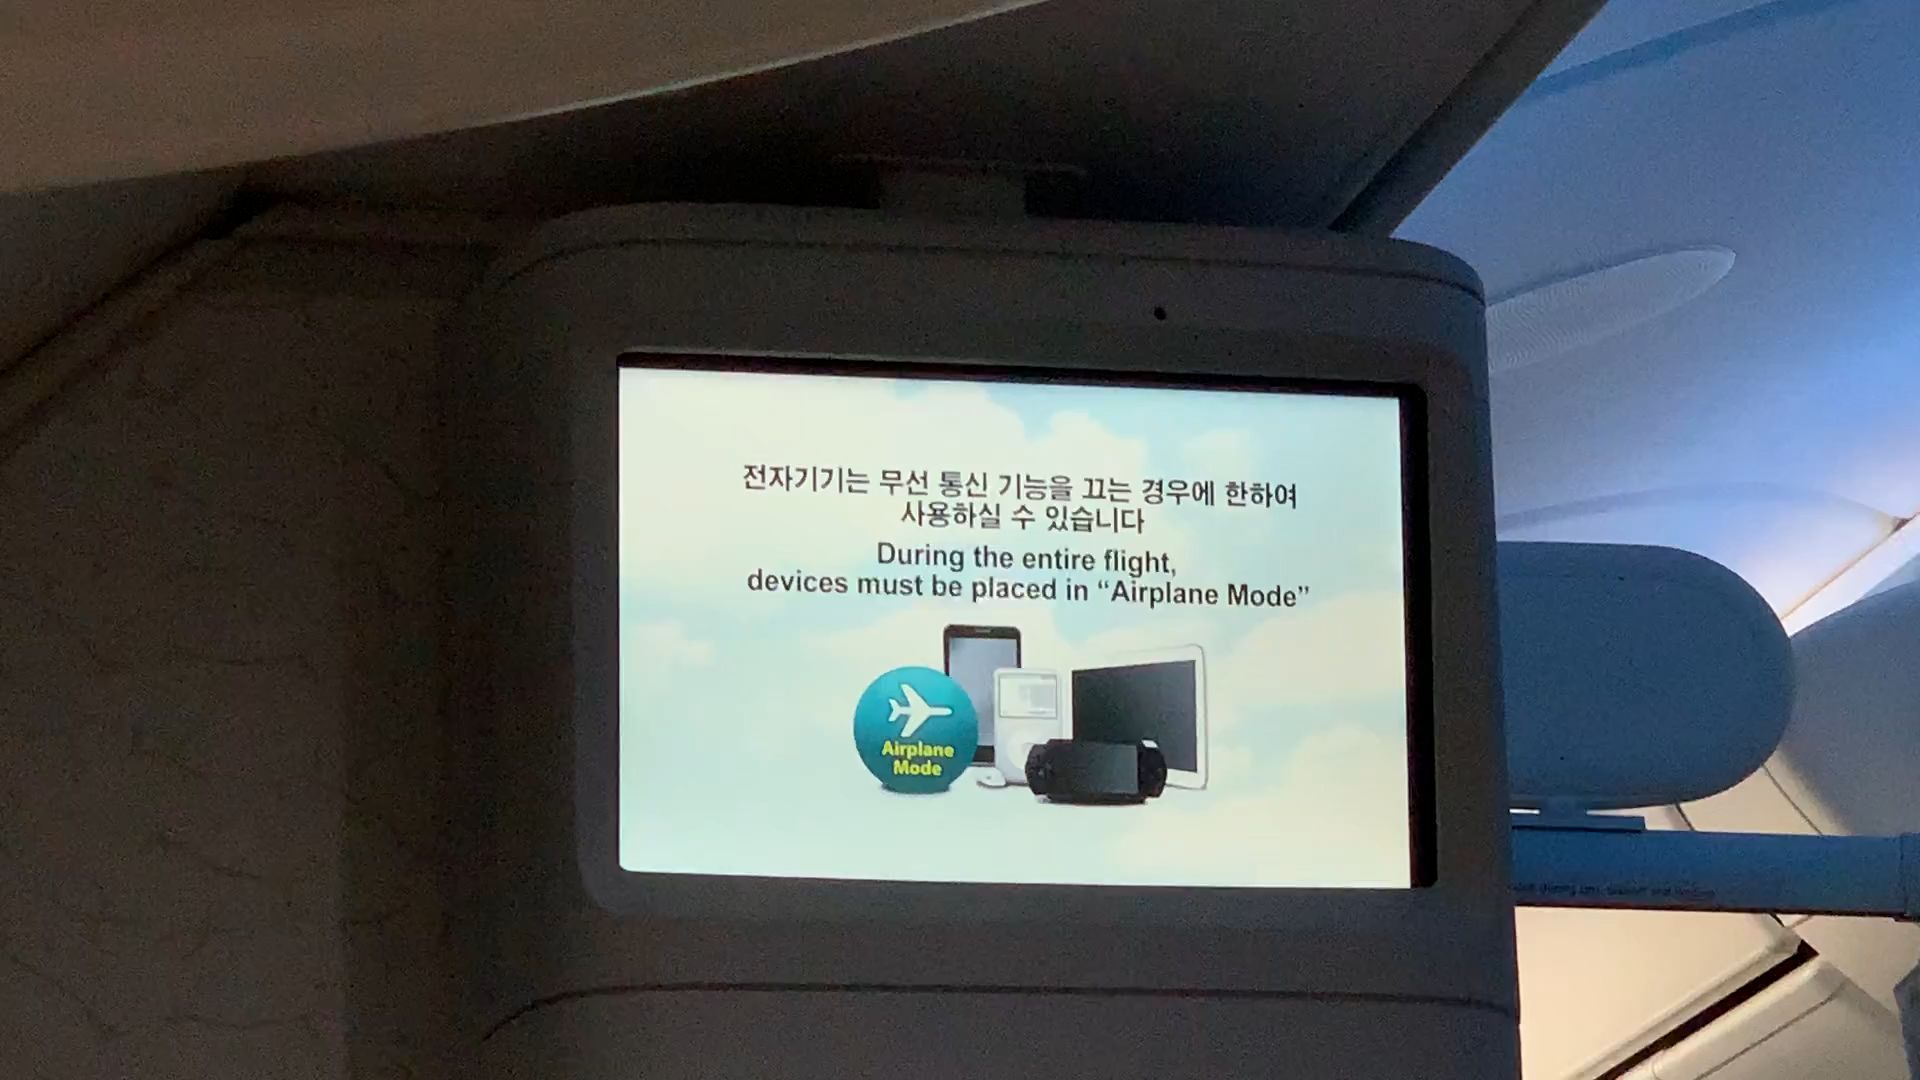 전자기기는 무선 통신 기능을 끄는 경우에 한하여
사용하실 수 있습니다
During the entire flight,
devices must be placed in “Airplane Mode”
Airplane
Mode